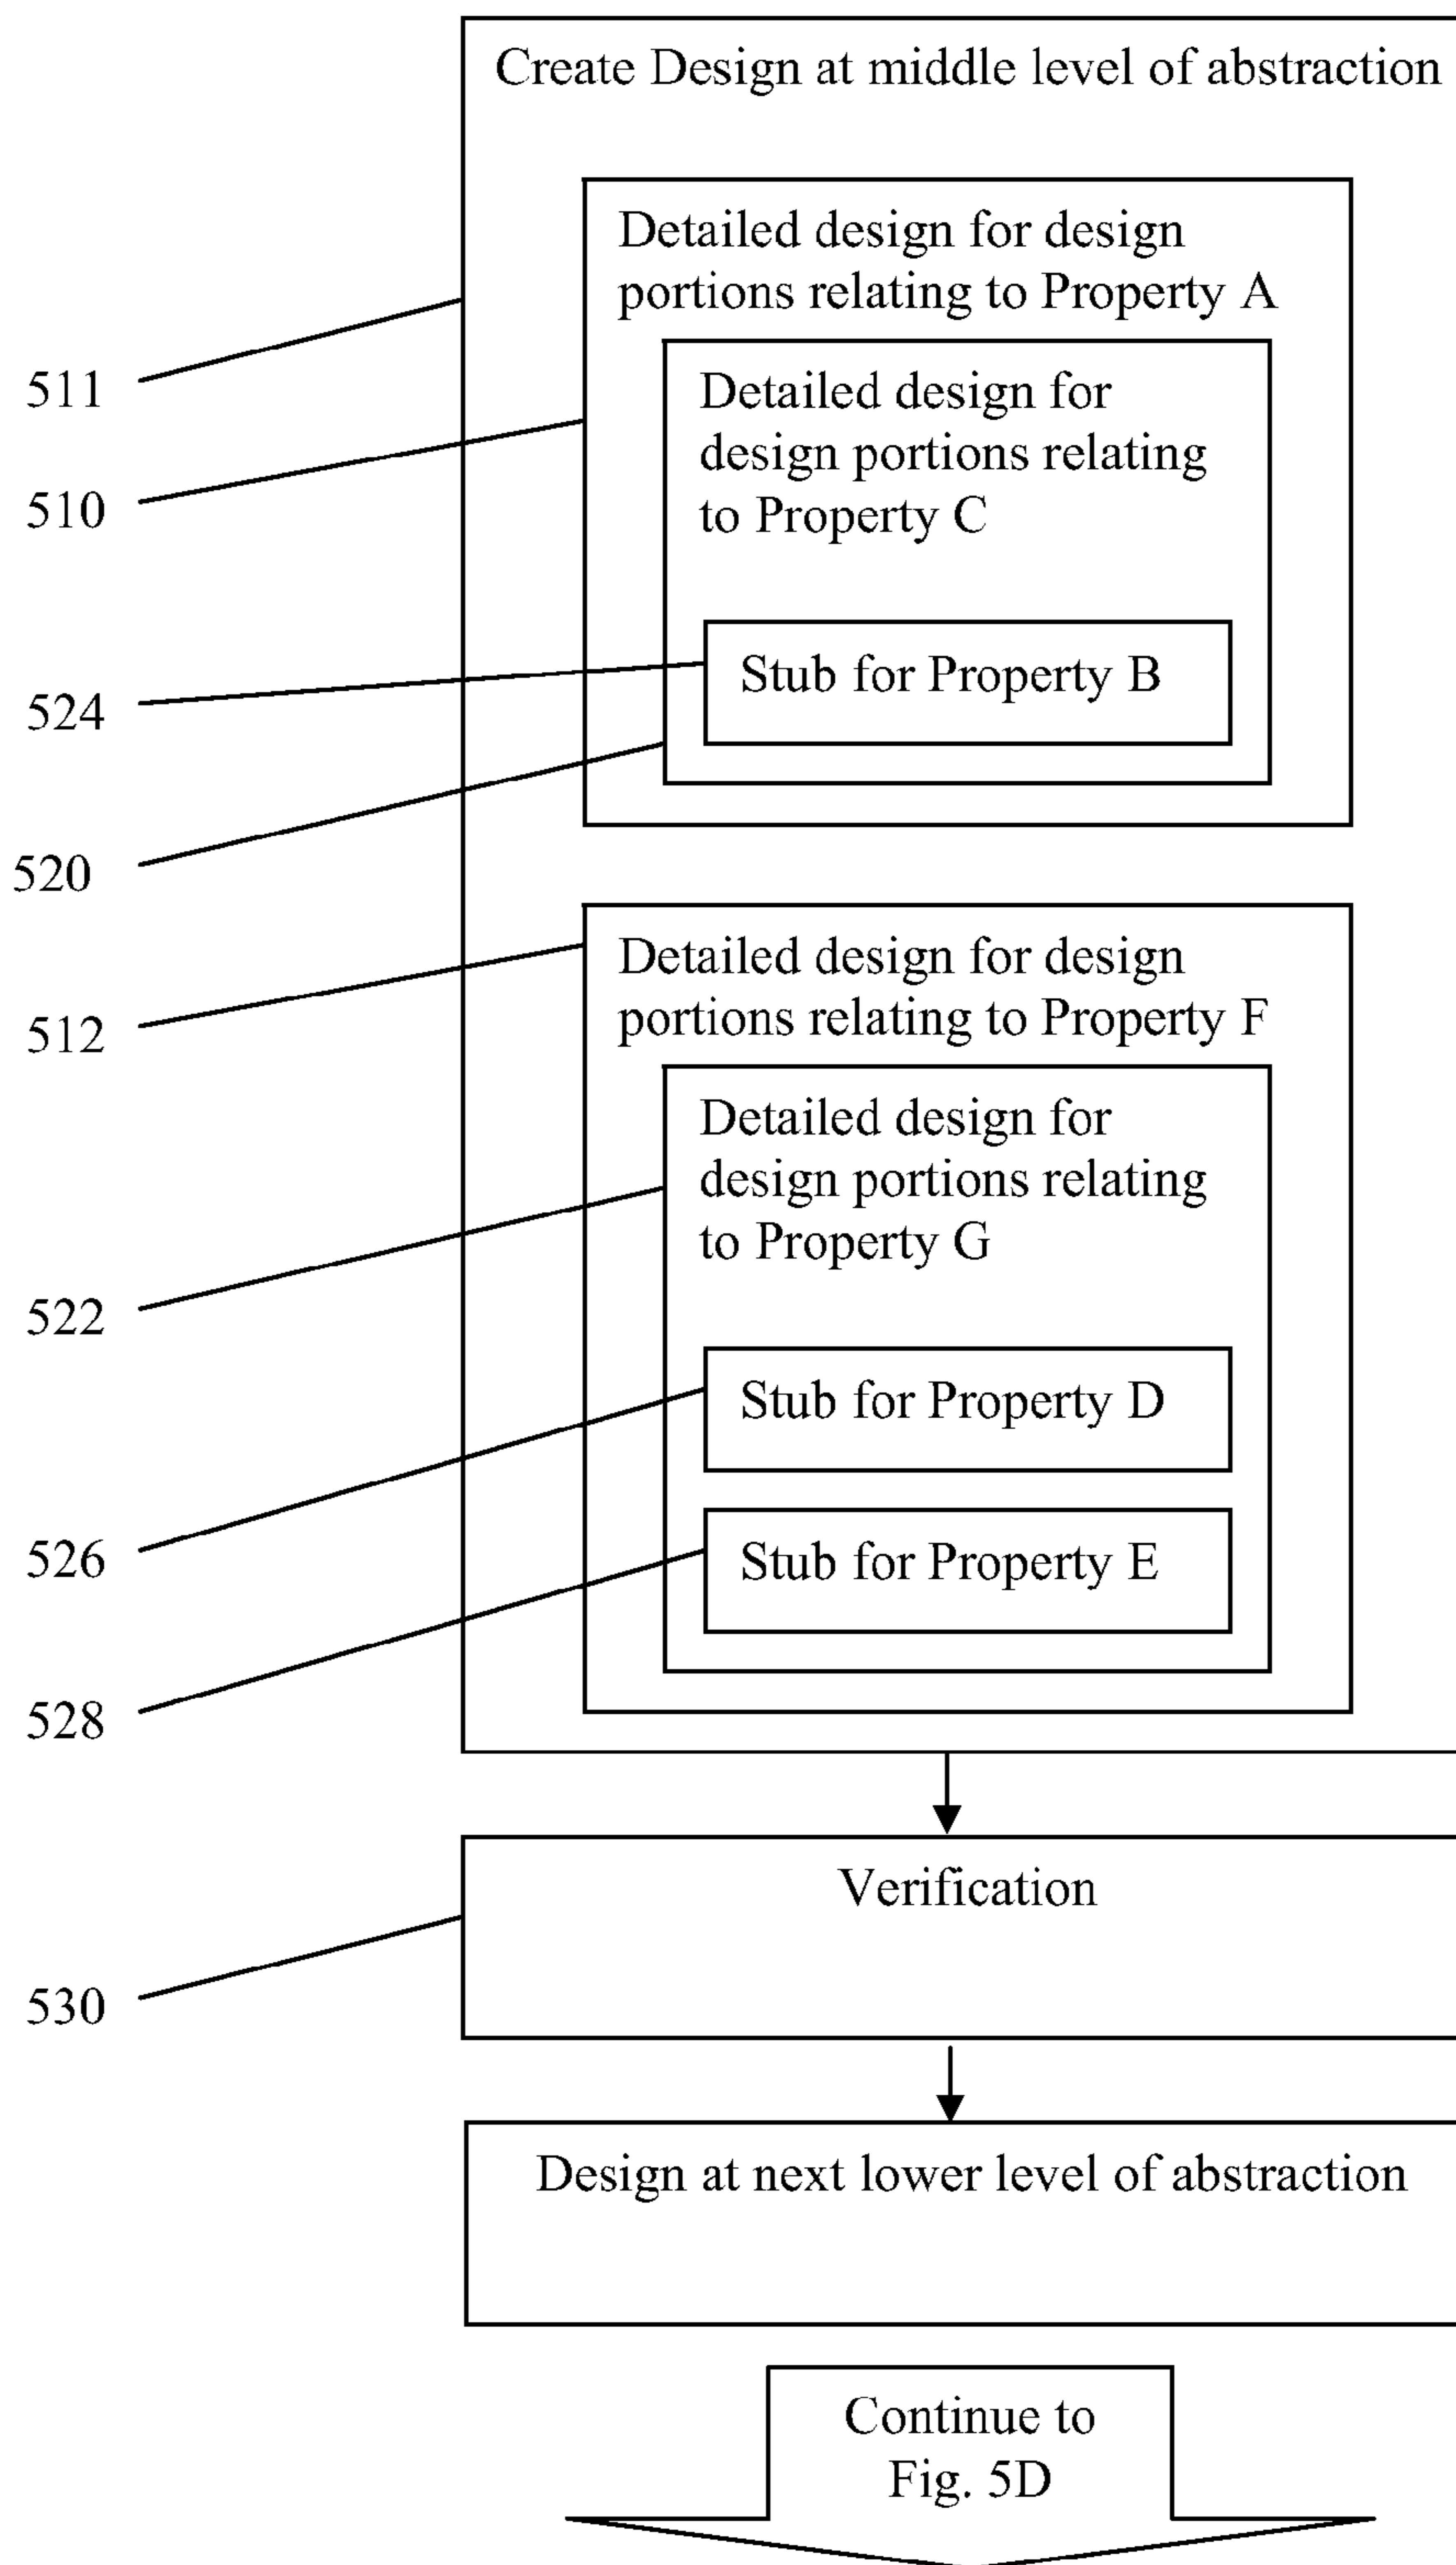 Create Design at middle level of abstraction
Detailed design for design
portions relating to Property A
511
Detailed design for
design portions relating
to Property C
510
Stub for Property B
524
520
Detailed design for design
portions relating to Property F
512
Detailed design for
design portions relating
to Property G
522
Stub for Property D
526
Stub for Property E
528
Verification
530
Design at next lower level of abstraction
Continue to
Fig. 5D